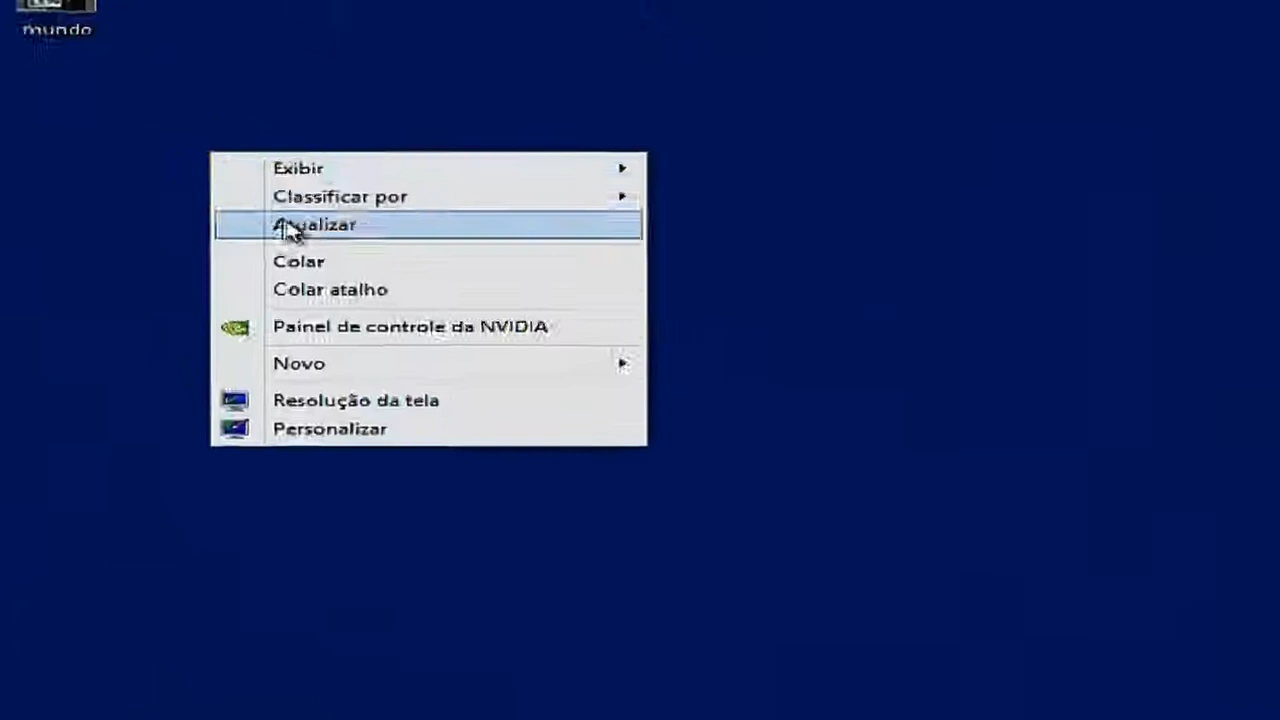 mundo
Exibir
Classificar por
Atualizar
Colar
Colar atalho
Painel de controle da NVIDIA
Novo
Resolução da tela
Personalizar